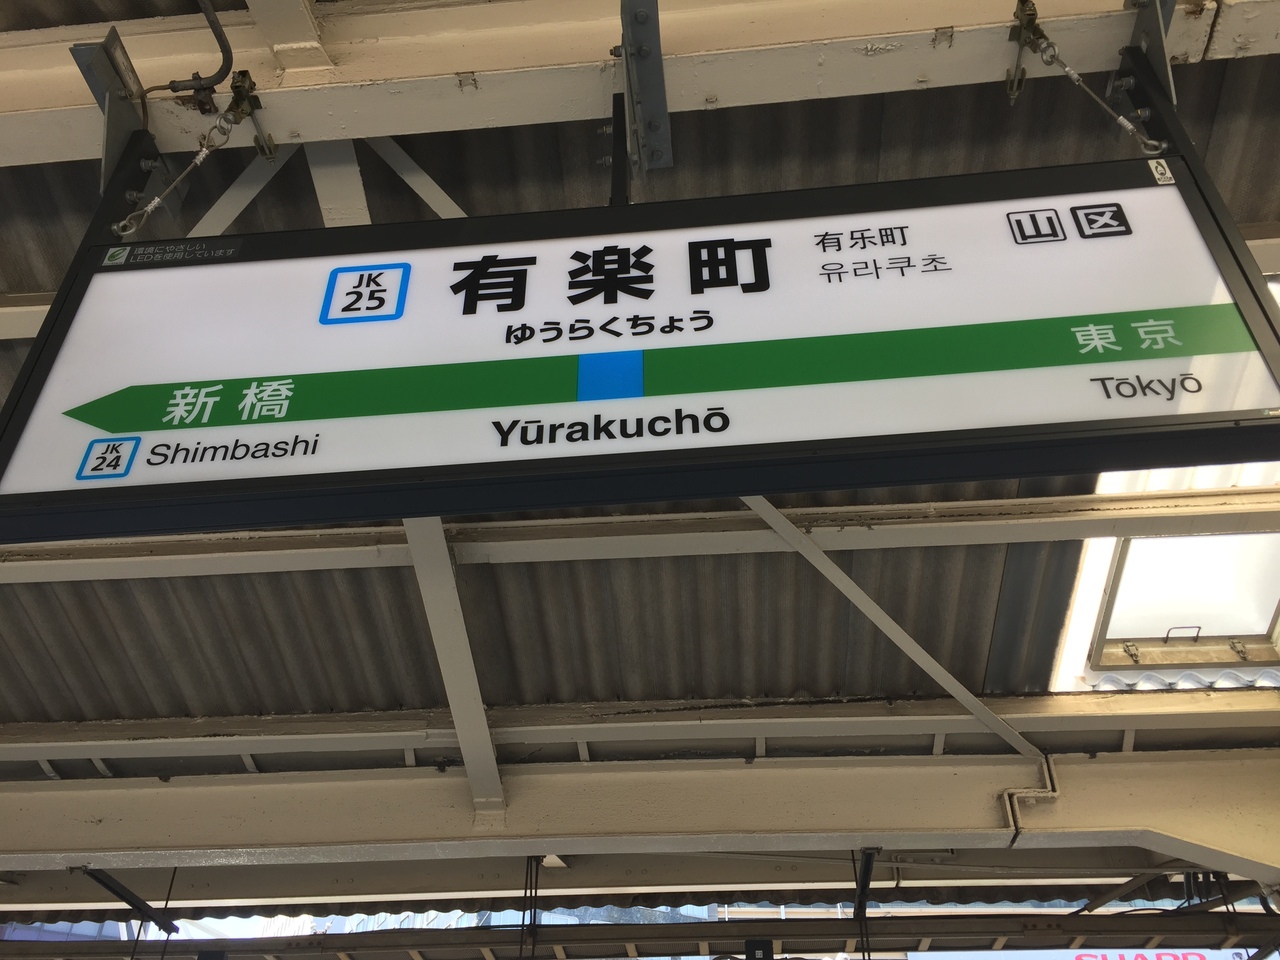 環境にやさしい
LEDを使用しています
JK
25
有楽町
有乐町
유라쿠초
山 区
ゆうらくちょう
新橋
東京
JK
24
Shimbashi
Yūrakuchō
Tōkyō
SHARP